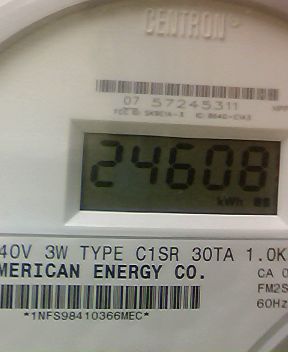 CENTRON
07 57245311
24608
kWh
40V 3W TYPE C1SR 30TA 1.0K
MERICAN ENERGY CO.
CA 0
FM2S
60Hz
*1NFS98410366MEC*